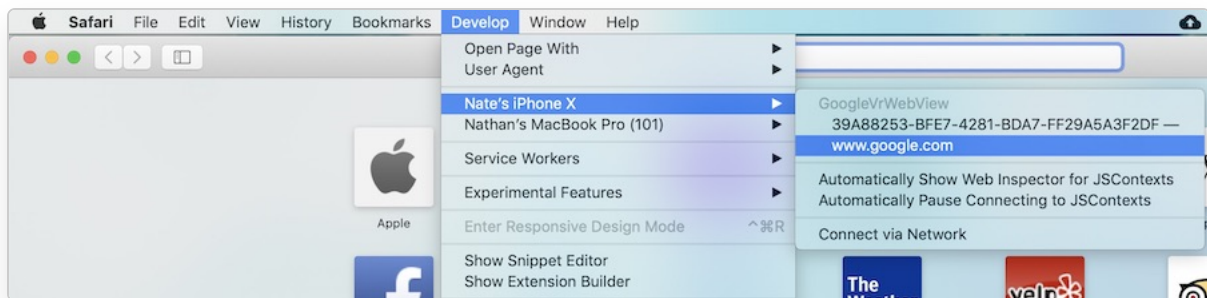 Safari File Edit View History Bookmarks Develop Window Help
Open Page With
User Agent
Nate's iPhone X
Nathan's MacBook Pro (101)
Service Workers
Experimental Features
Enter Responsive Design Mode ^⌘R
Show Snippet Editor
Show Extension Builder
GoogleVrWebView
39A88253-BFE7-4281-BDA7-FF29A5A3F2DF —
www.google.com
Automatically Show Web Inspector for JSContexts
Automatically Pause Connecting to JSContexts
Connect via Network
Apple
The
yelp